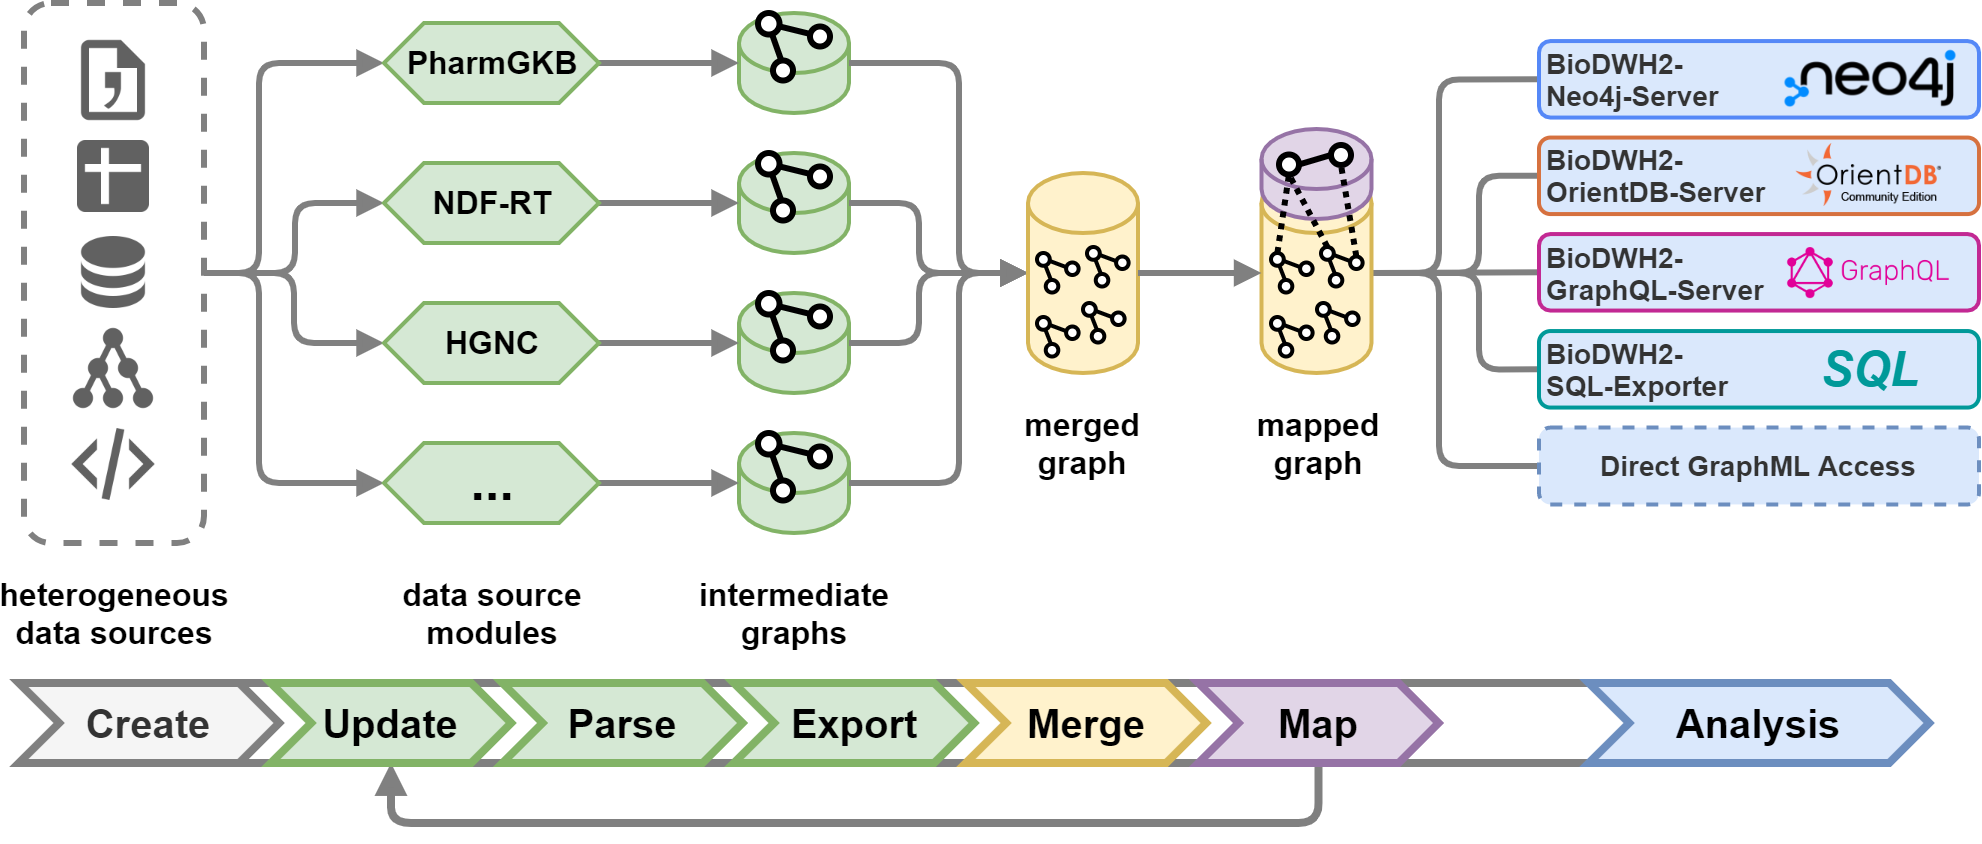 PharmGKB
NDF-RT
HGNC
...
heterogeneous
data sources
data source
modules
intermediate
graphs
merged
graph
mapped
graph
BioDWH2-
Neo4j-Server
neo4j
BioDWH2-
OrientDB-Server
OrientDB®
Community Edition
BioDWH2-
GraphQL-Server
GraphQL
BioDWH2-
SQL-Exporter
SQL
Direct GraphML Access
Create
Update
Parse
Export
Merge
Map
Analysis